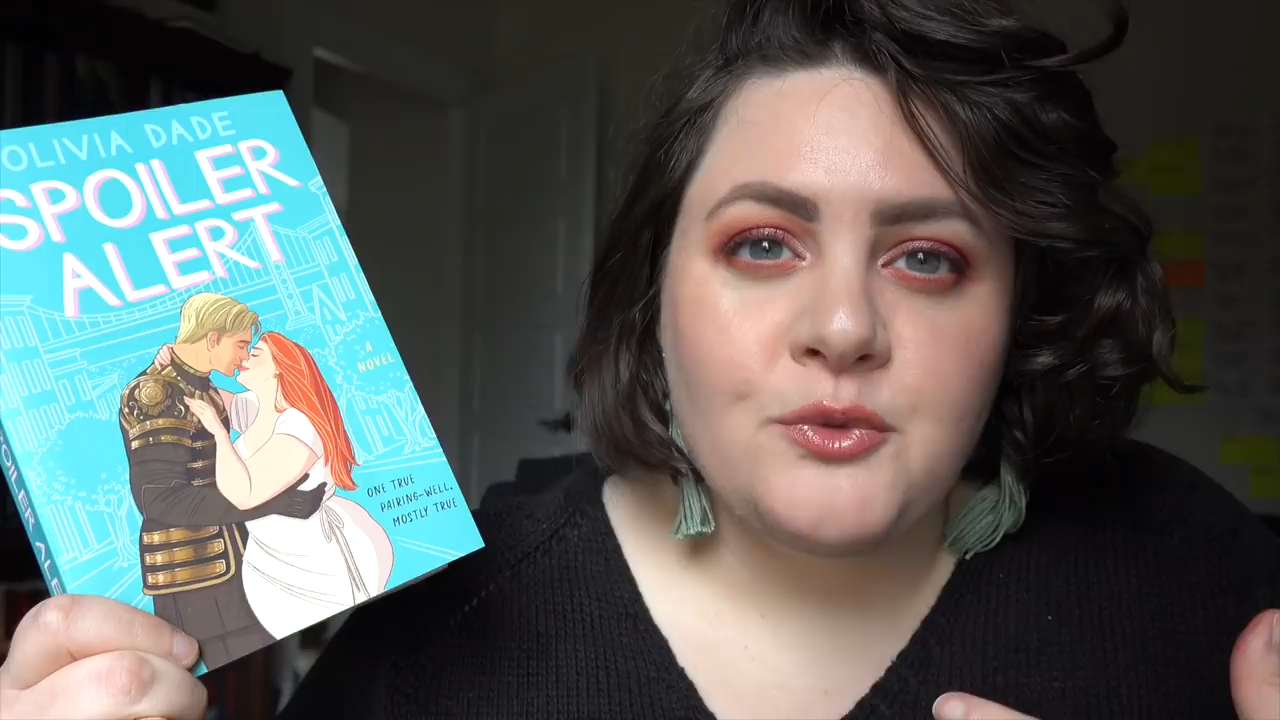 OLIVIA DADE
SPOILER
ALERT
A
NOVEL
ONE TRUE
PAIRING—WELL,
MOSTLY TRUE
SPOILER ALE